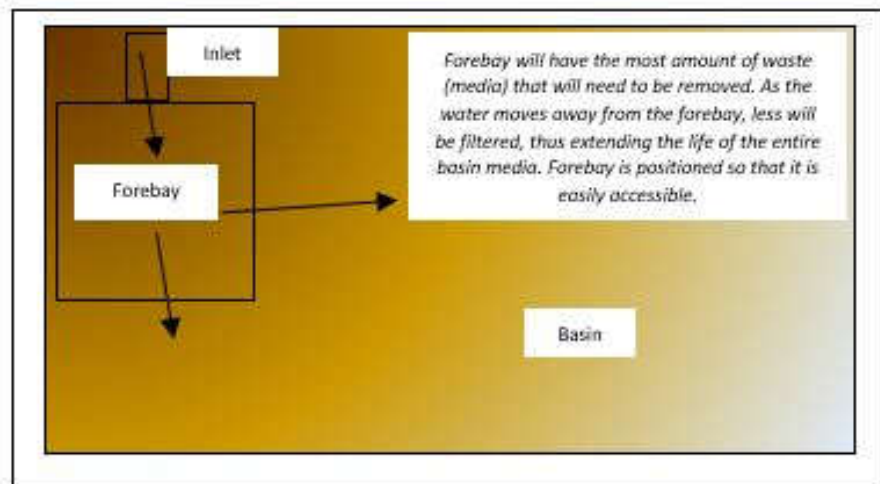 Inlet
Forebay will have the most amount of waste
(media) that will need to be removed. As the
water moves away from the forebay, less will
be filtered, thus extending the life of the entire
basin media. Forebay is positioned so that it is
easily accessible.
Forebay
Basin